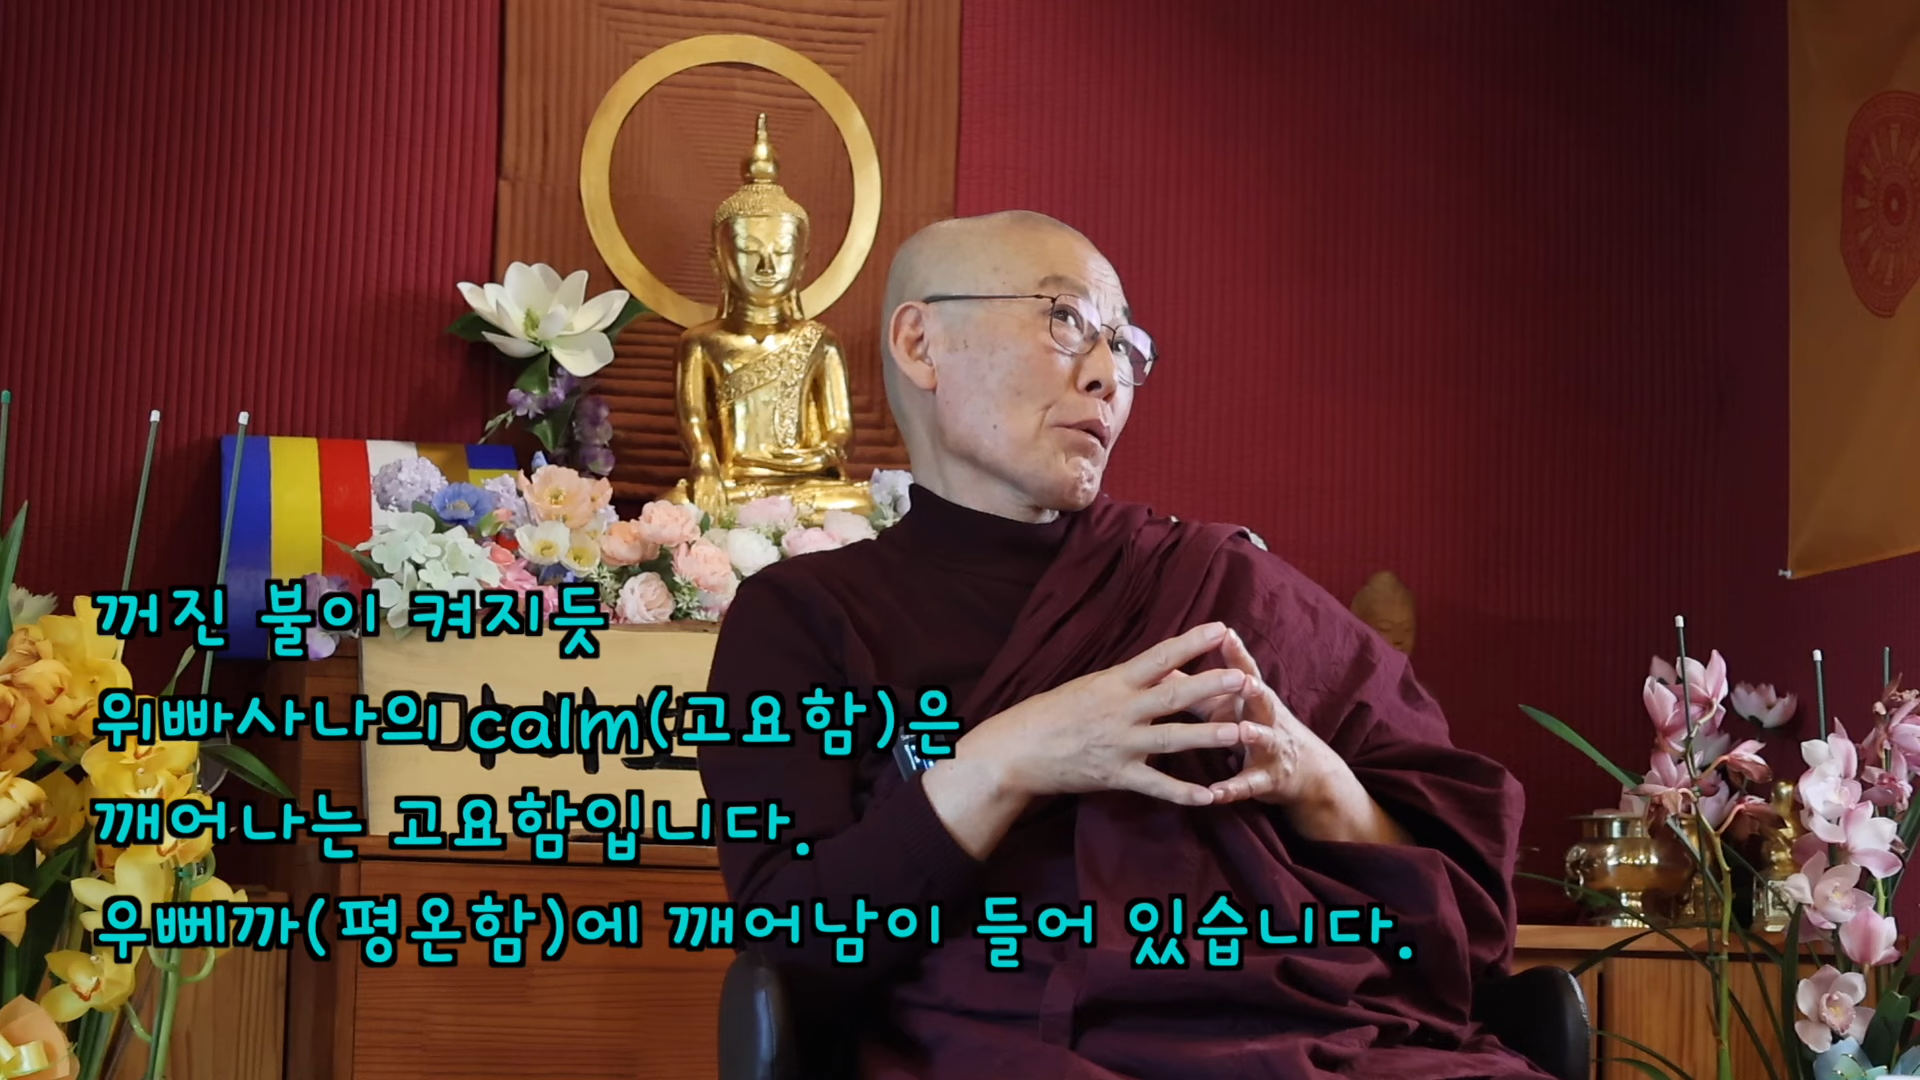 꺼진 불이 켜지듯
위빠사나의 calm(고요함)은
깨어나는 고요함입니다.
우뻬까(평온함)에 깨어남이 들어 있습니다.